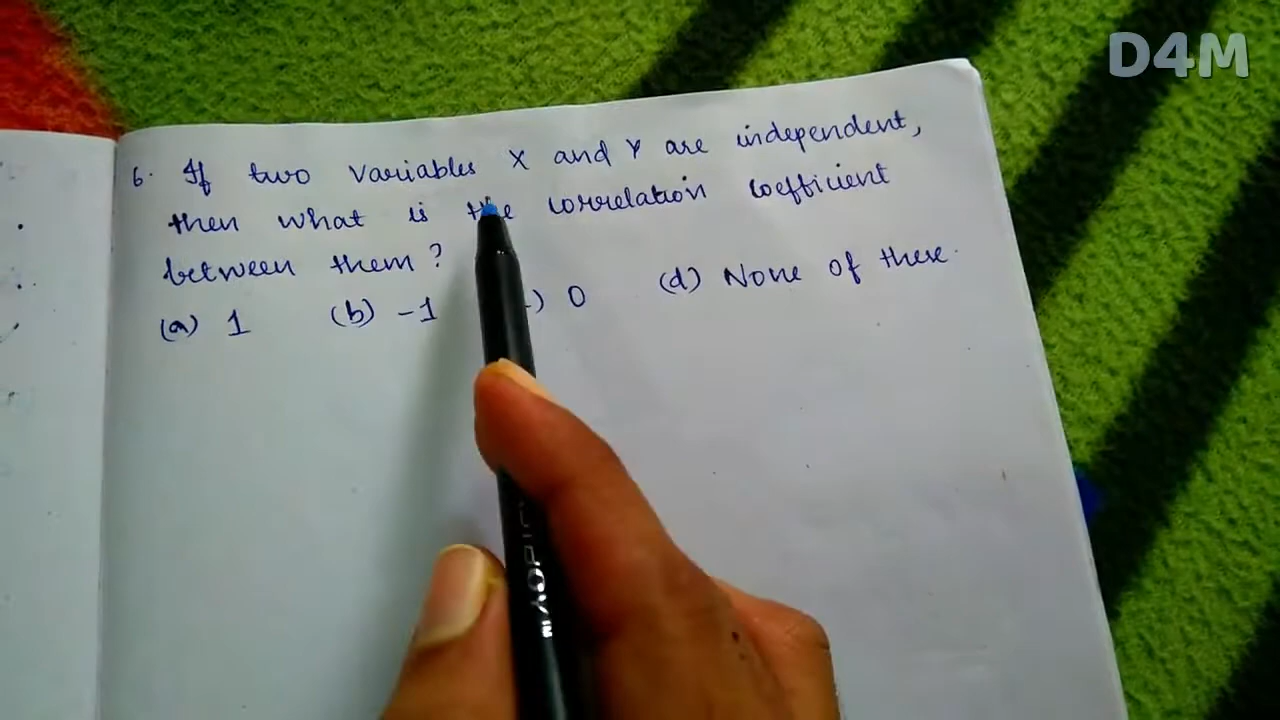 D4M
6. If two variables X and Y are independent,
then what is the correlation coefficient
between them?
(a) 1 (b) -1 ) 0 (d) None of there.